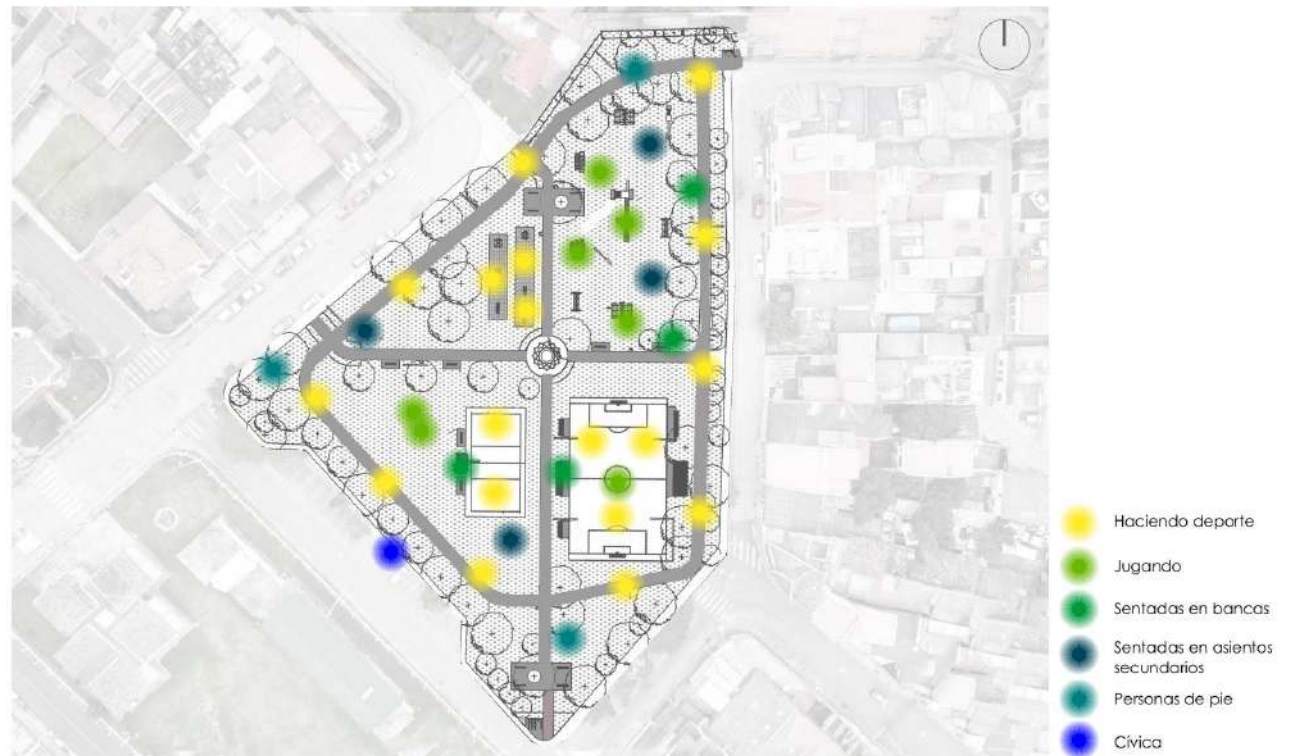 Haciendo deporte
Jugando
Sentadas en bancas
Sentadas en asientos
secundarios
Personas de pie
Cívica